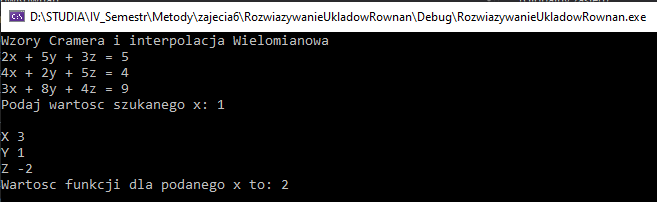 D:\STUDIA\IV_Semestr\Metody\zajecia6\RozwiazywanieUkladowRownan\Debug\RozwiazywanieUkladowRownan.exe
Wzory Cramera i interpolacja Wielomianowa
2x + 5y + 3z = 5
4x + 2y + 5z = 4
3x + 8y + 4z = 9
Podaj wartosc szukanego x: 1
X 3
Y 1
Z -2
Wartosc funkcji dla podanego x to: 2